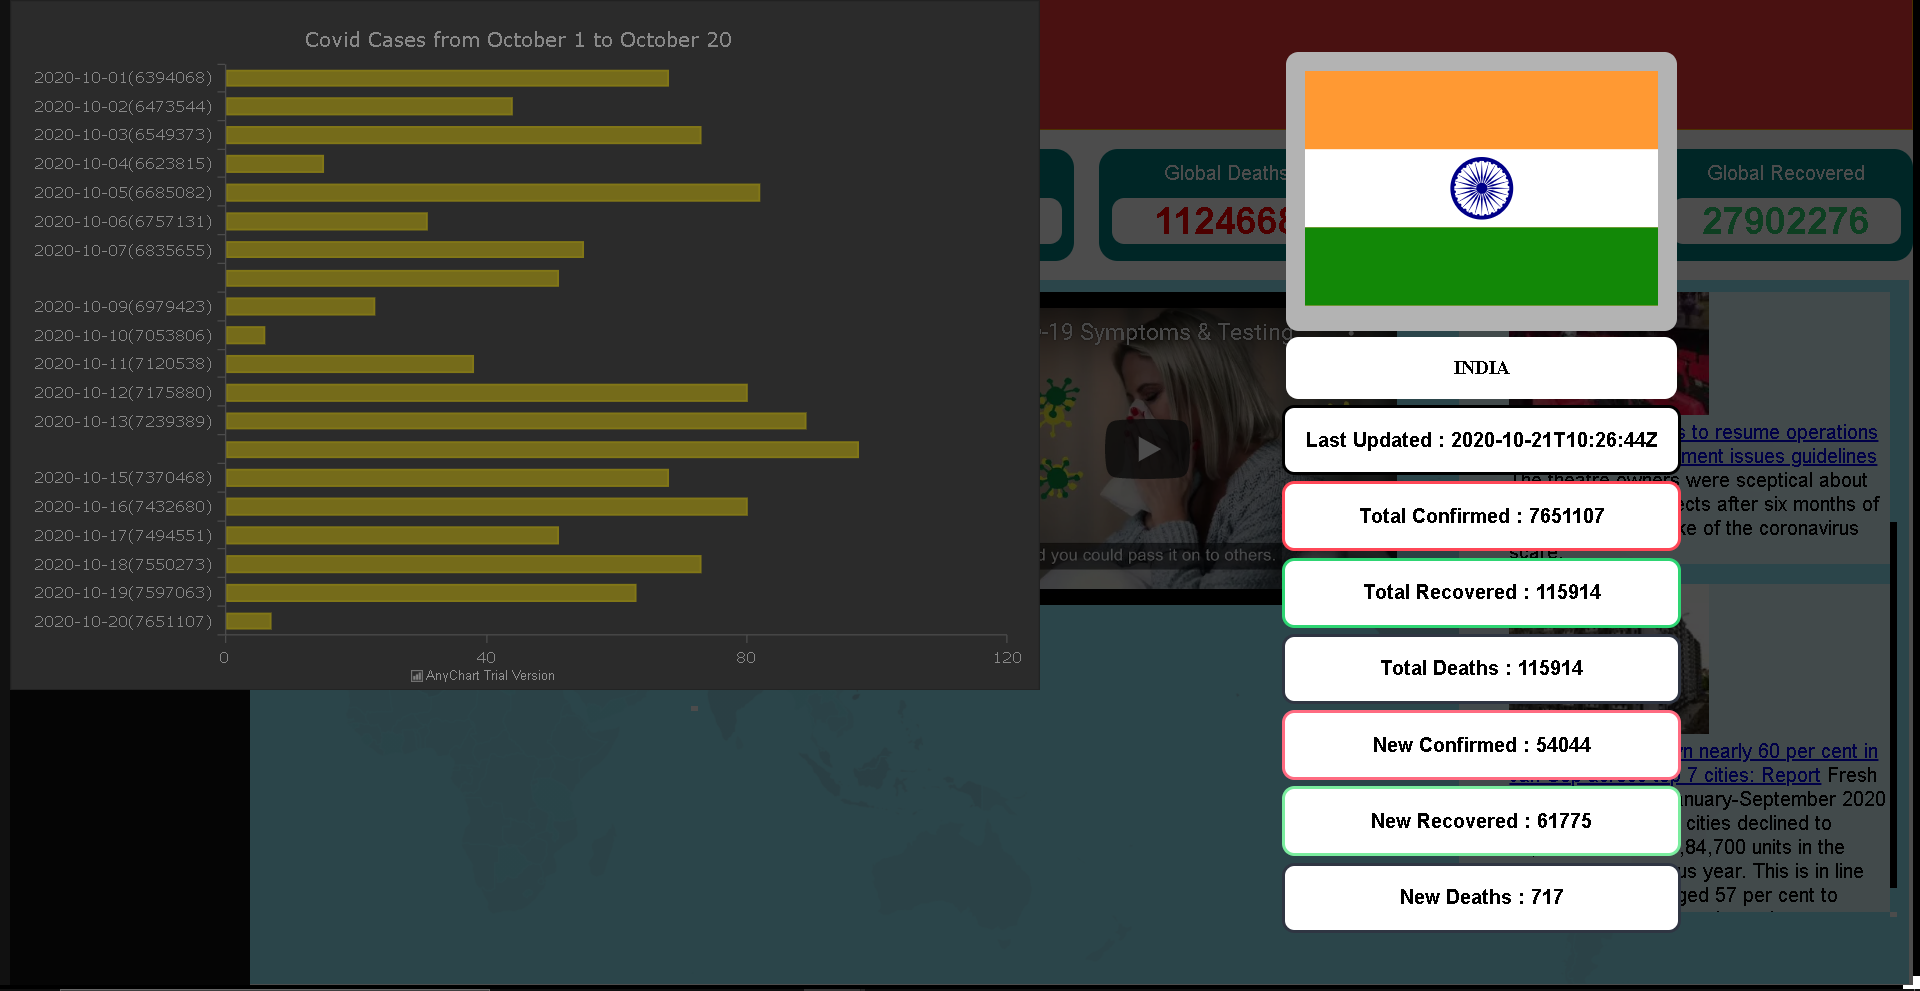 Covid Cases from October 1 to October 20
2020-10-01(6394068)
2020-10-02(6473544)
2020-10-03(6549373)
2020-10-04(6623815)
2020-10-05(6685082)
2020-10-06(6757131)
2020-10-07(6835655)
2020-10-09(6979423)
2020-10-10(7053806)
2020-10-11(7120538)
2020-10-12(7175880)
2020-10-13(7239389)
2020-10-15(7370468)
2020-10-16(7432680)
2020-10-17(7494551)
2020-10-18(7550273)
2020-10-19(7597063)
2020-10-20(7651107)
0 40 80 120
AnyChart Trial Version
Global Deaths
1124668
Global Recovered
27902276
-19 Symptoms & Testing
d you could pass it on to others.
INDIA
Last Updated : 2020-10-21T10:26:44Z
Total Confirmed : 7651107
Total Recovered : 115914
Total Deaths : 115914
New Confirmed : 54044
New Recovered : 61775
New Deaths : 717
s to resume operations
ment issues guidelines
The theatre owners were sceptical about
ects after six months of
ke of the coronavirus
scare.
n nearly 60 per cent in
7 cities: Report Fresh
anuary-September 2020
cities declined to
,84,700 units in the
us year. This is in line
ged 57 per cent to